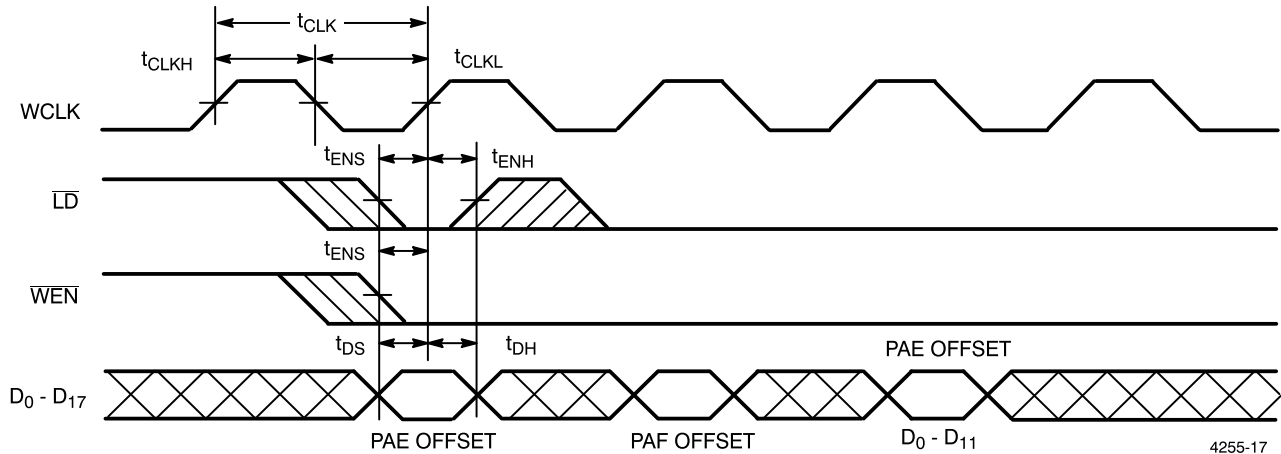 tCLK
tCLKH
tCLKL
WCLK
tENS
tENH
LD
tENS
WEN
tDS
tDH
PAE OFFSET
D0 - D17
PAE OFFSET
PAF OFFSET
D0 - D11
4255-17